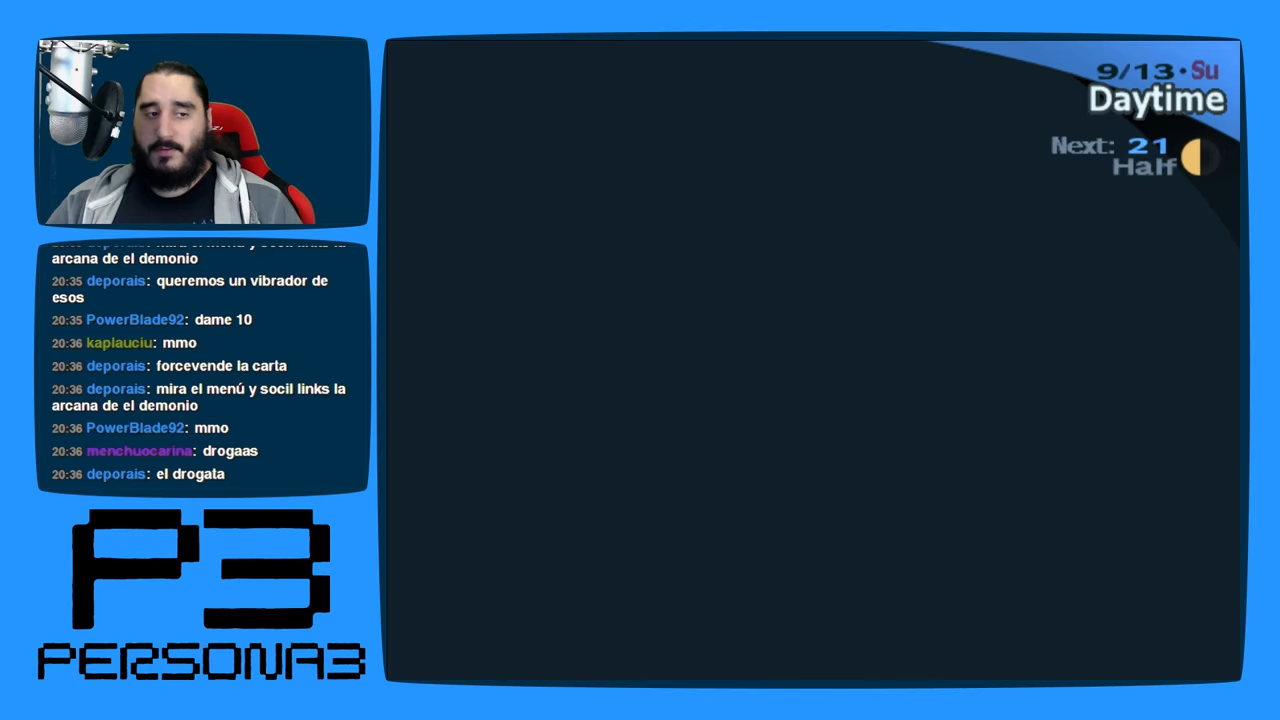 9/13・Su
Daytime
Next: 21
Half
arcana de el demonio
20:35 deporais: queremos un vibrador de
esos
20:35 PowerBlade92: dame 10
20:36 kaplauciu: mmo
20:36 deporais: forcevende la carta
20:36 deporais: mira el menú y socil links la
arcana de el demonio
20:36 PowerBlade92: mmo
20:36 menchuocarina: drogaas
20:36 deporais: el drogata
P3
PERSONA3